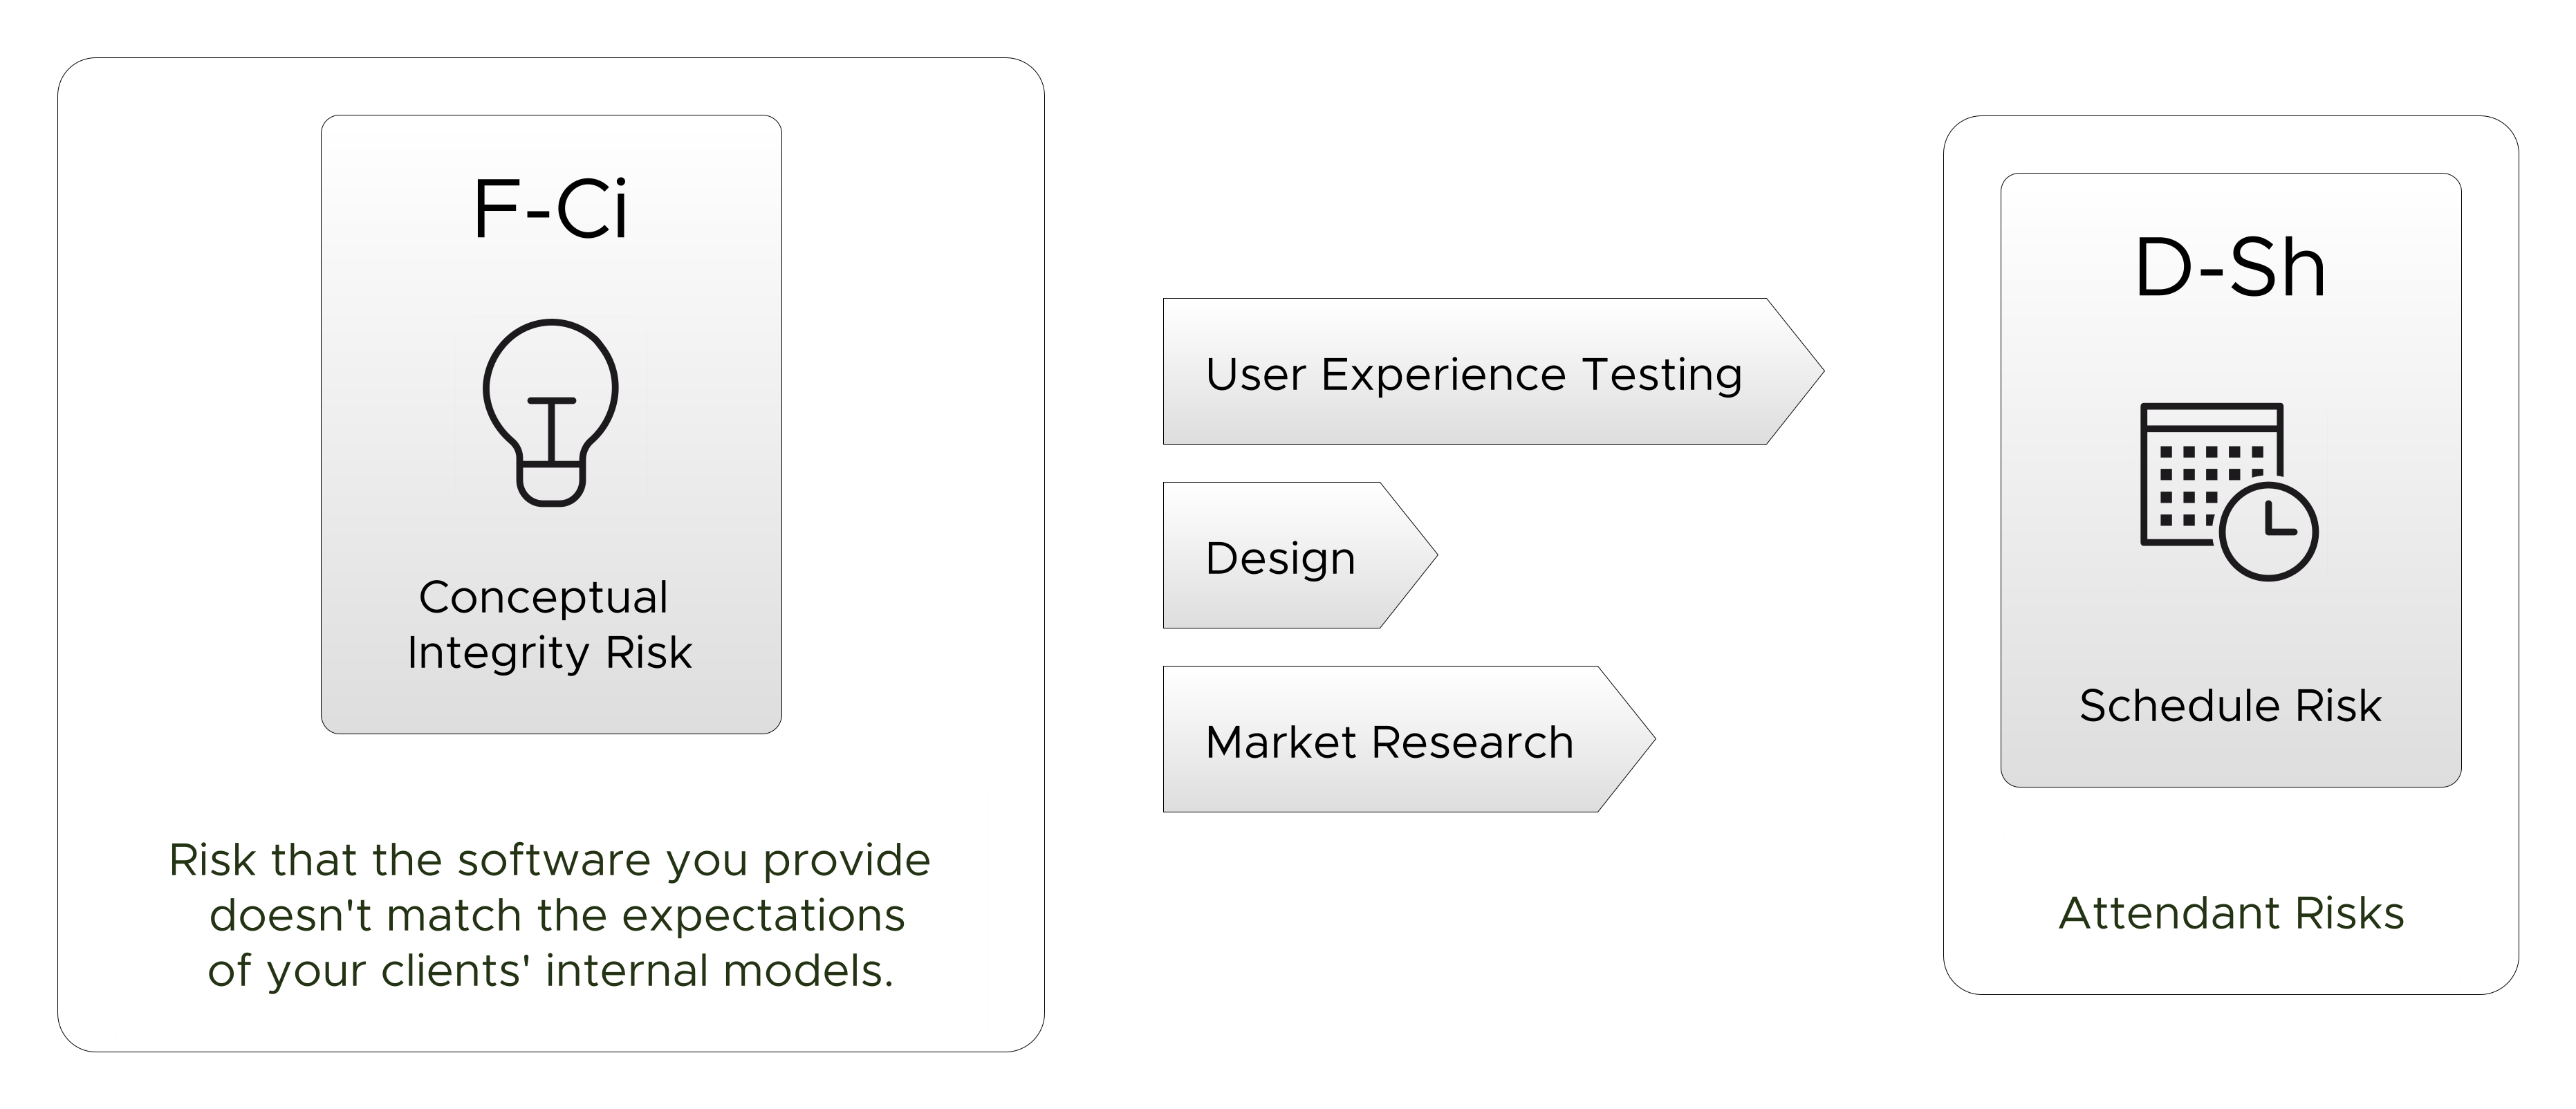 F-Ci
Conceptual
Integrity Risk
Risk that the software you provide
doesn't match the expectations
of your clients' internal models.
User Experience Testing
Design
Market Research
D-Sh
Schedule Risk
Attendant Risks